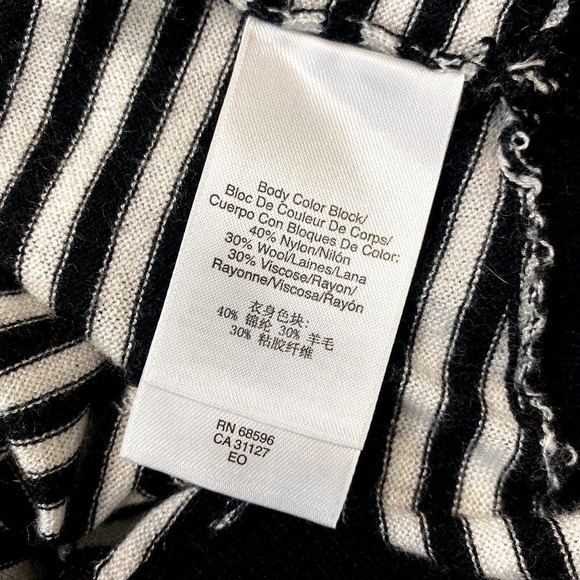 Body Color Block/
Bloc De Couleur De Corps/
Cuerpo Con Bloques De Color:
40% Nylon/Nilón
30% Wool/Laines/Lana
30% Viscose/Rayon/
Rayonne/Viscosa/Rayón
衣身色块:
40% 锦纶 30% 羊毛
30% 粘胶纤维
RN 68596
CA 31127
EO